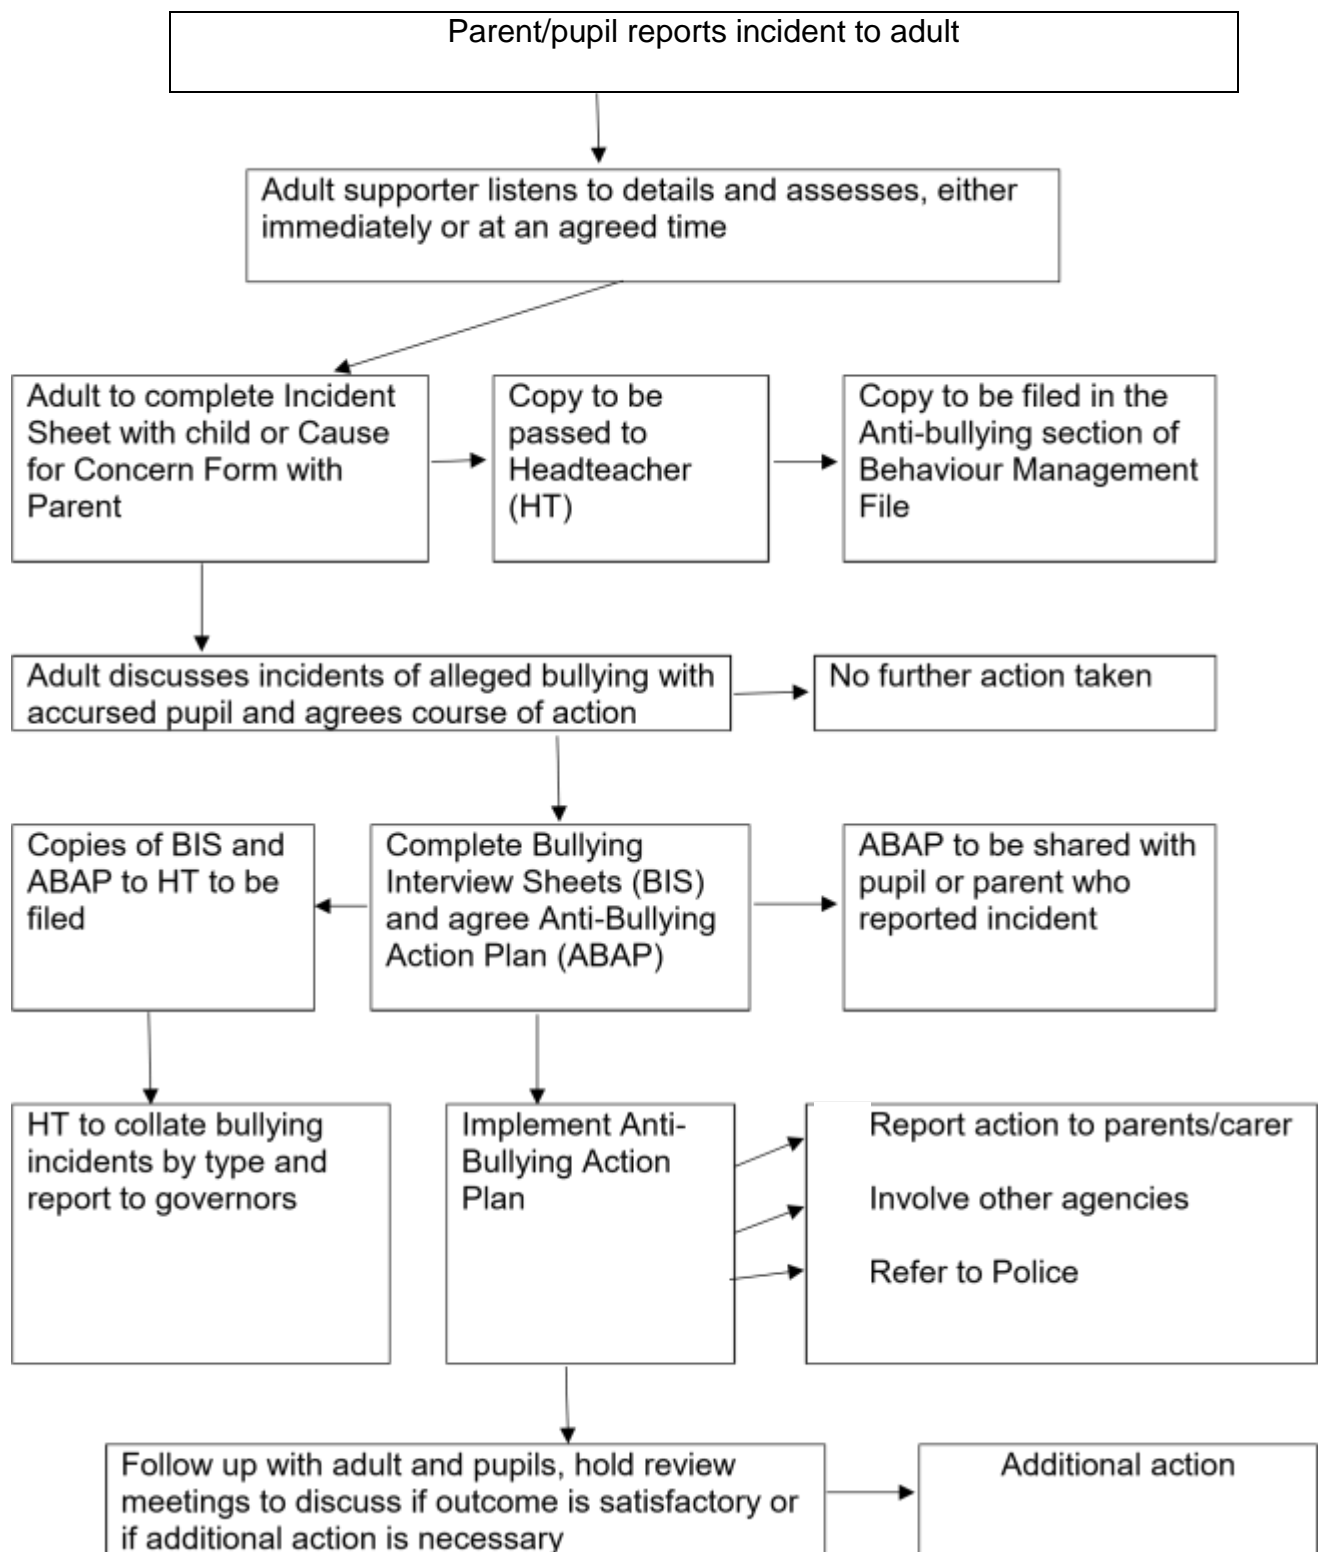 Parent/pupil reports incident to adult
Adult supporter listens to details and assesses, either
immediately or at an agreed time
Adult to complete Incident
Sheet with child or Cause
for Concern Form with
Parent
Copy to be
passed to
Headteacher
(HT)
Copy to be filed in the
Anti-bullying section of
Behaviour Management
File
Adult discusses incidents of alleged bullying with
accursed pupil and agrees course of action
No further action taken
Copies of BIS and
ABAP to HT to be
filed
Complete Bullying
Interview Sheets (BIS)
and agree Anti-Bullying
Action Plan (ABAP)
ABAP to be shared with
pupil or parent who
reported incident
HT to collate bullying
incidents by type and
report to governors
Implement Anti-
Bullying Action
Plan
Report action to parents/carer
Involve other agencies
Refer to Police
Follow up with adult and pupils, hold review
meetings to discuss if outcome is satisfactory or
if additional action is necessary
Additional action